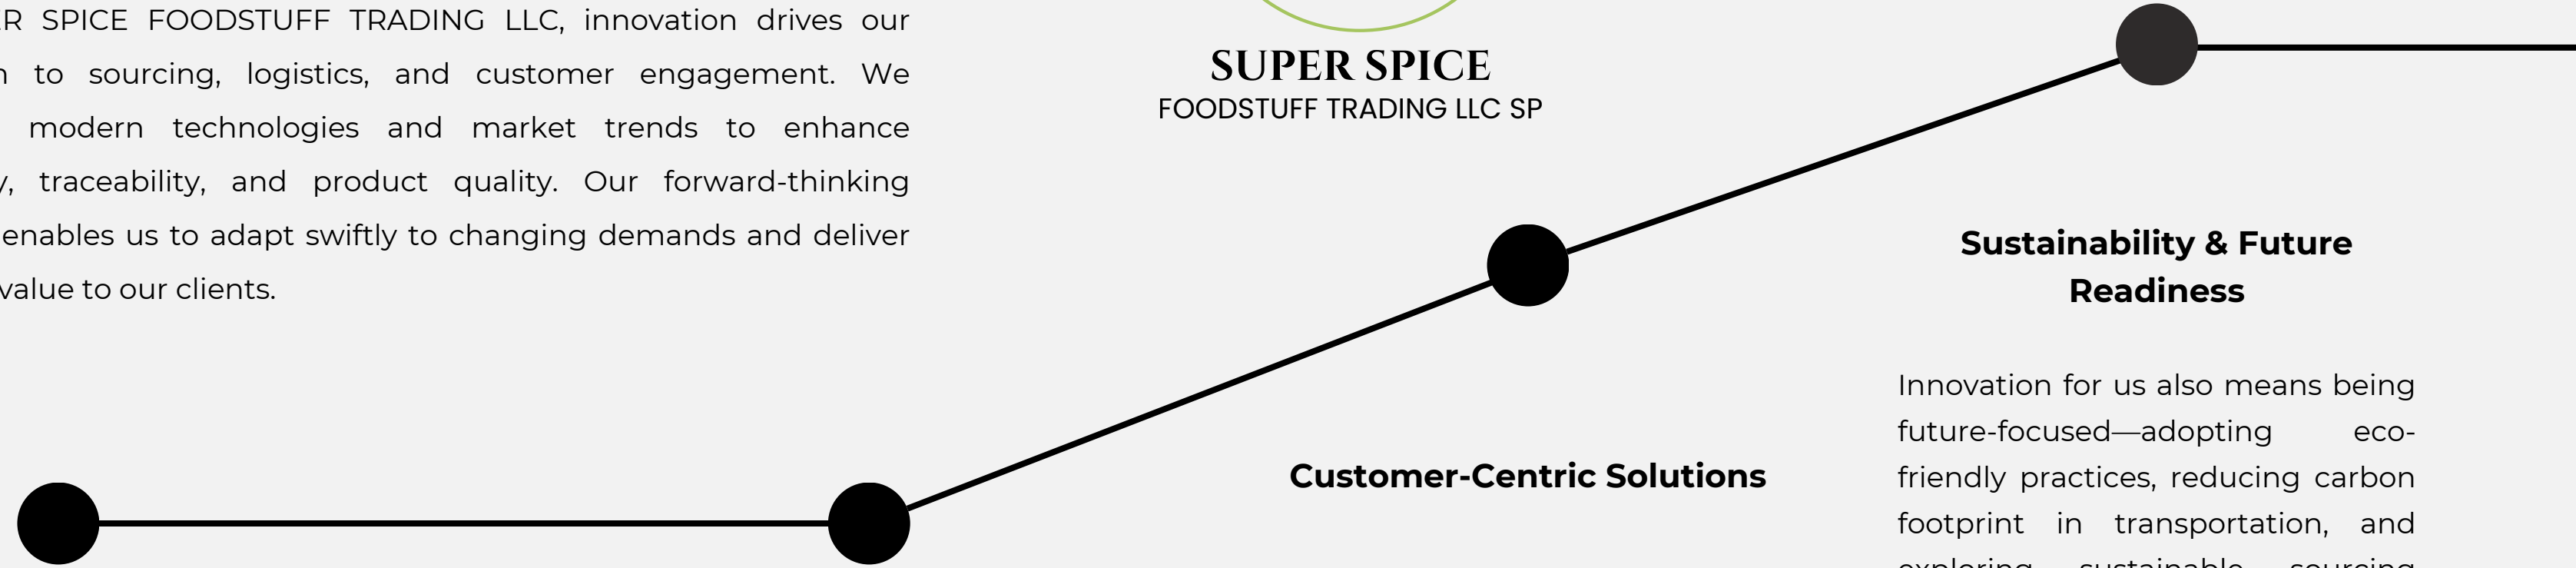 SPICE FOODSTUFF TRADING LLC, innovation drives our
to sourcing, logistics, and customer engagement. We
modern technologies and market trends to enhance
traceability, and product quality. Our forward-thinking
enables us to adapt swiftly to changing demands and deliver
value to our clients.
SUPER SPICE
FOODSTUFF TRADING LLC SP
Customer-Centric Solutions
Sustainability & Future
Readiness
Innovation for us also means being
future-focused—adopting eco-
friendly practices, reducing carbon
footprint in transportation, and
exploring sustainable sourcing